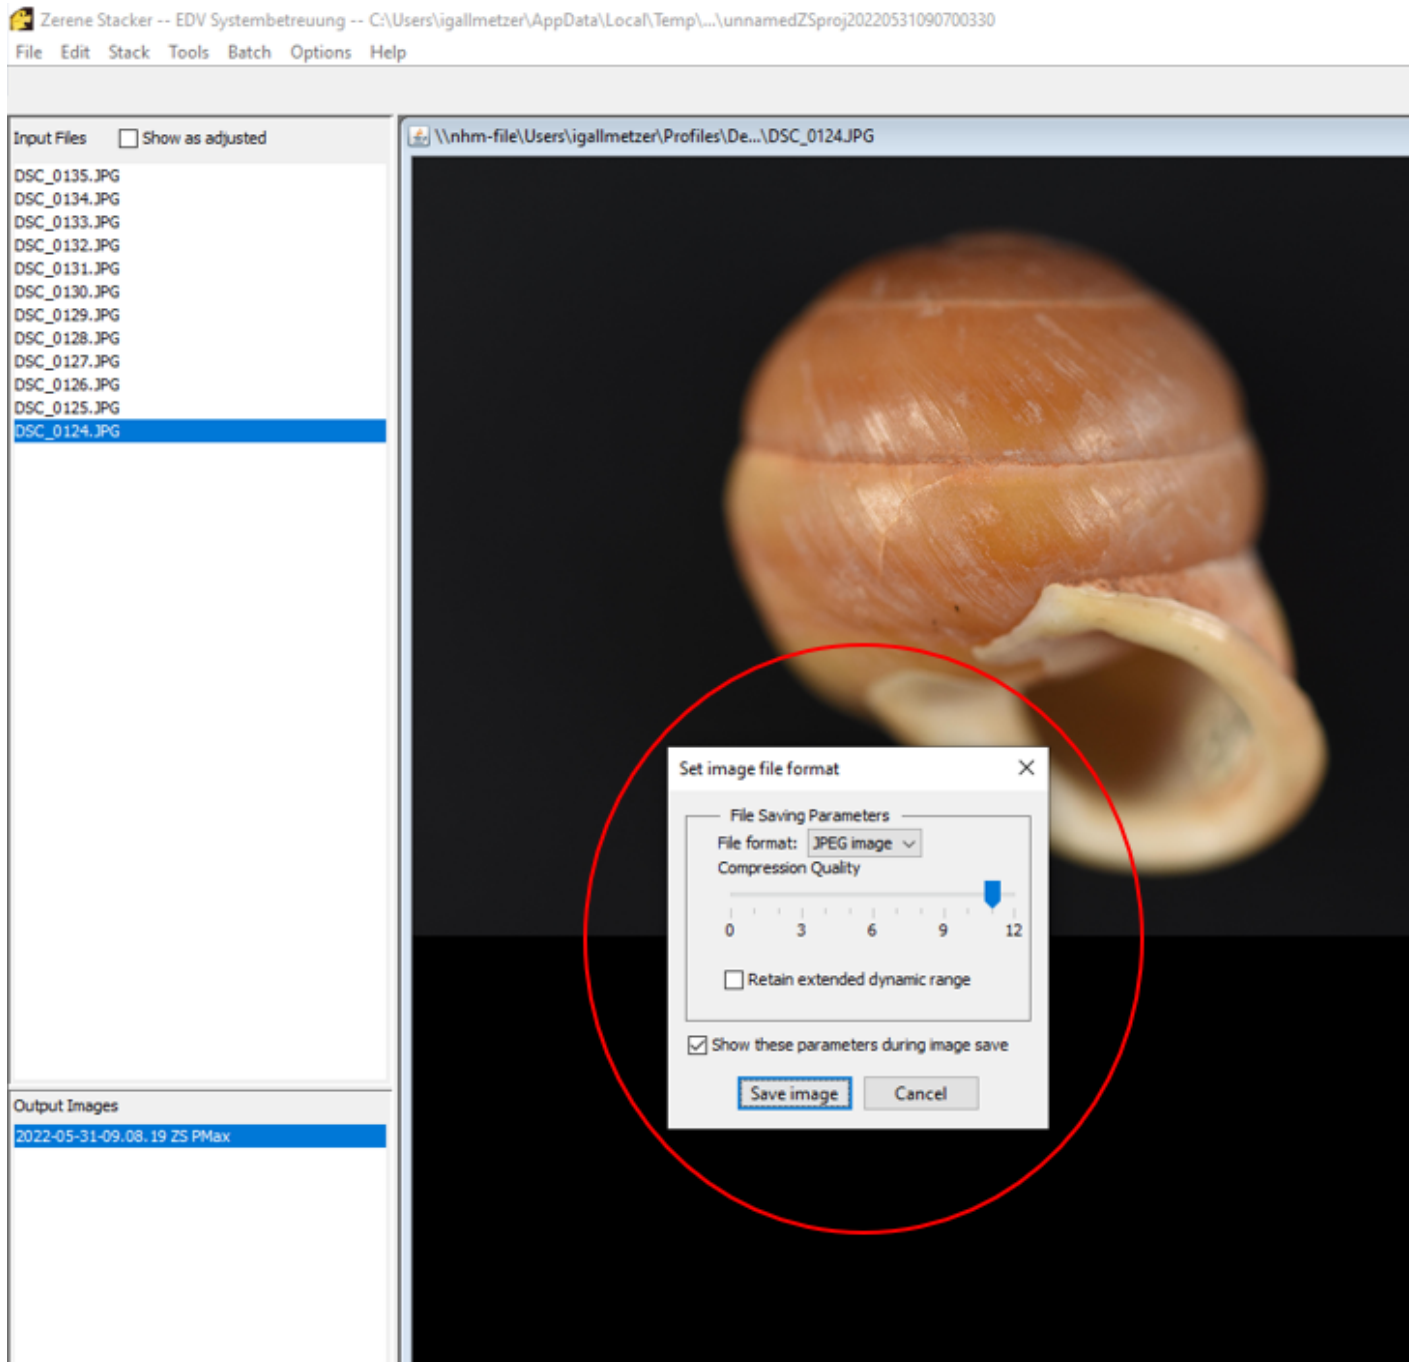 Zerene Stacker -- EDV Systembetreuung -- C:\Users\igallmetzer\AppData\Local\Temp\...\unnamedZSproj20220531090700330
File Edit Stack Tools Batch Options Help
Input Files Show as adjusted
\\nhm-file\Users\igallmetzer\Profiles\De...\DSC_0124.JPG
DSC_0135.JPG
DSC_0134.JPG
DSC_0133.JPG
DSC_0132.JPG
DSC_0131.JPG
DSC_0130.JPG
DSC_0129.JPG
DSC_0128.JPG
DSC_0127.JPG
DSC_0126.JPG
DSC_0125.JPG
DSC_0124.JPG
Set image file format
File Saving Parameters
File format: JPEG image
Compression Quality
0 3 6 9 12
Retain extended dynamic range
Show these parameters during image save
Save image Cancel
Output Images
2022-05-31-09.08.19 ZS PMax